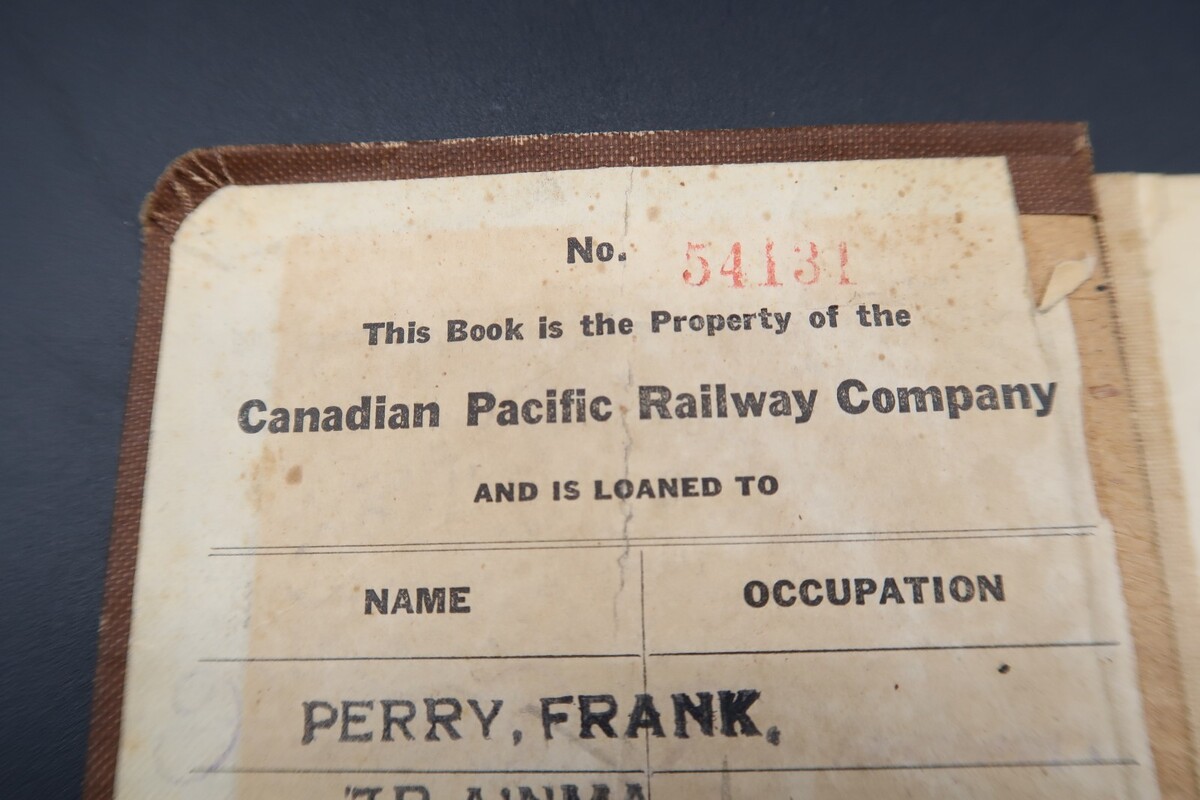 No. 54131
This Book is the Property of the
Canadian Pacific Railway Company
AND IS LOANED TO
NAME OCCUPATION
PERRY, FRANK.